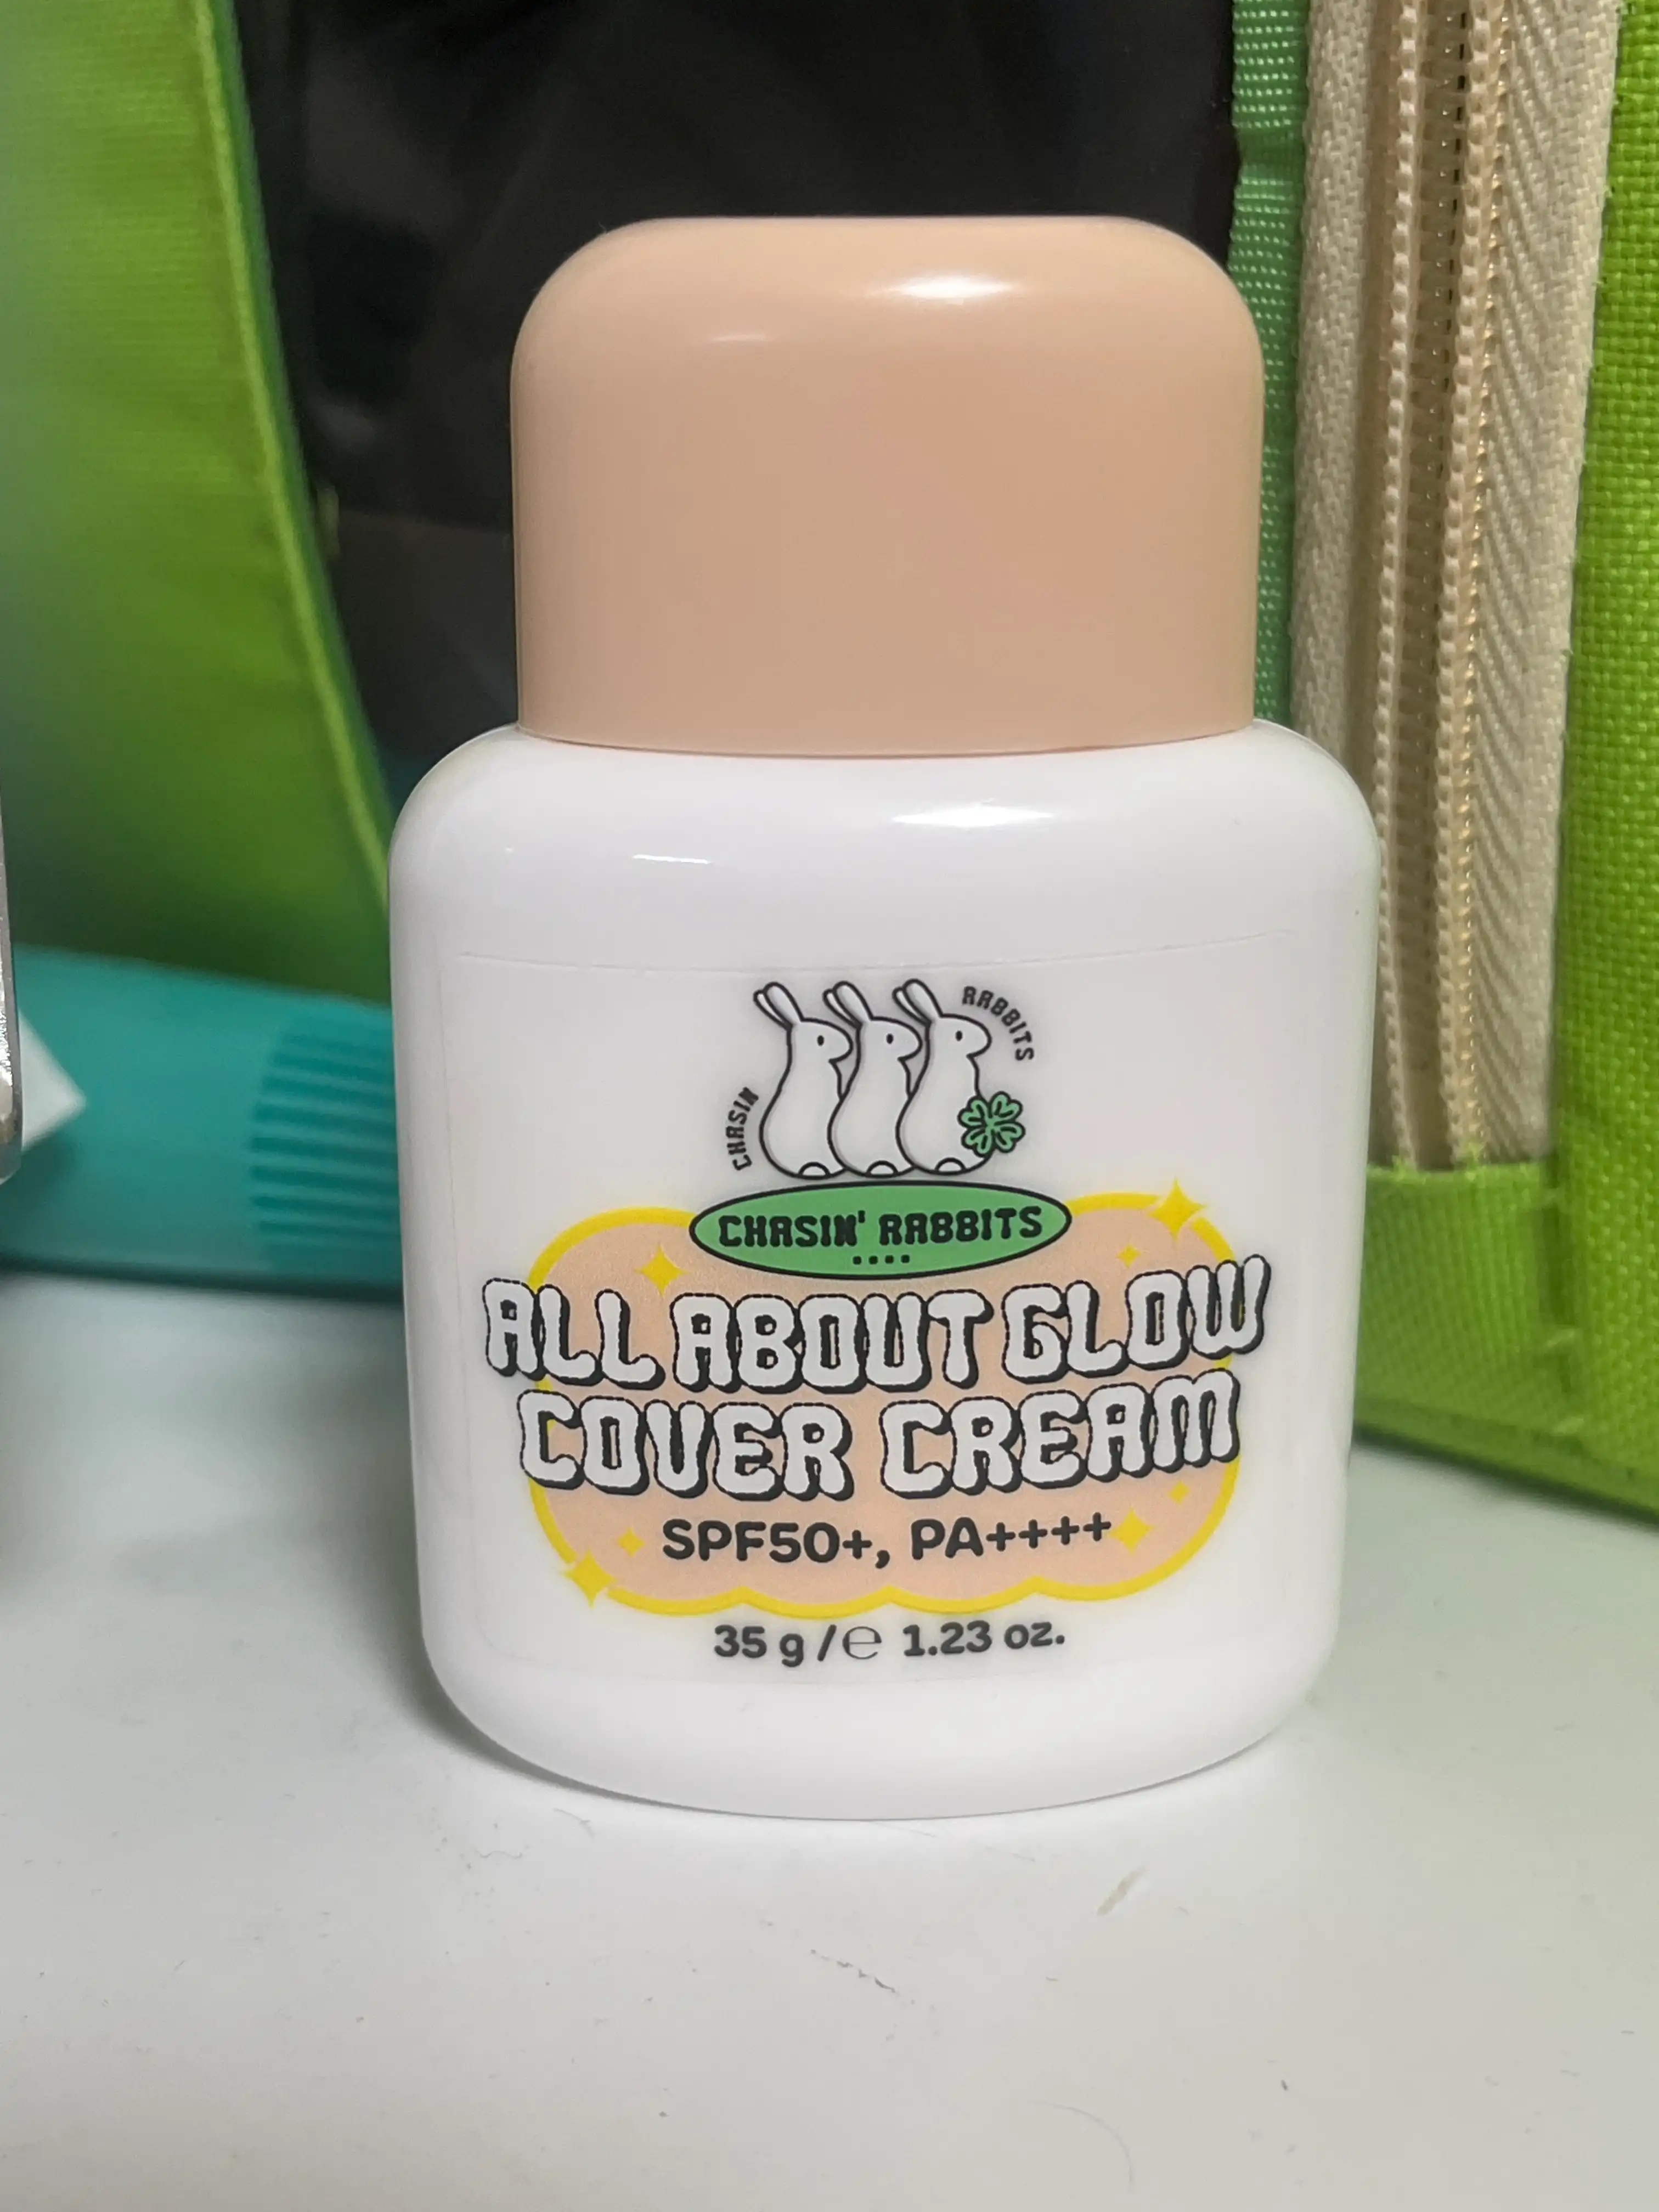 CHASIN RABBITS
CHASIN' RABBITS
ALL ABOUT GLOW
COVER CREAM
SPF50+, PA++++
35 g / ℮ 1.23 oz.